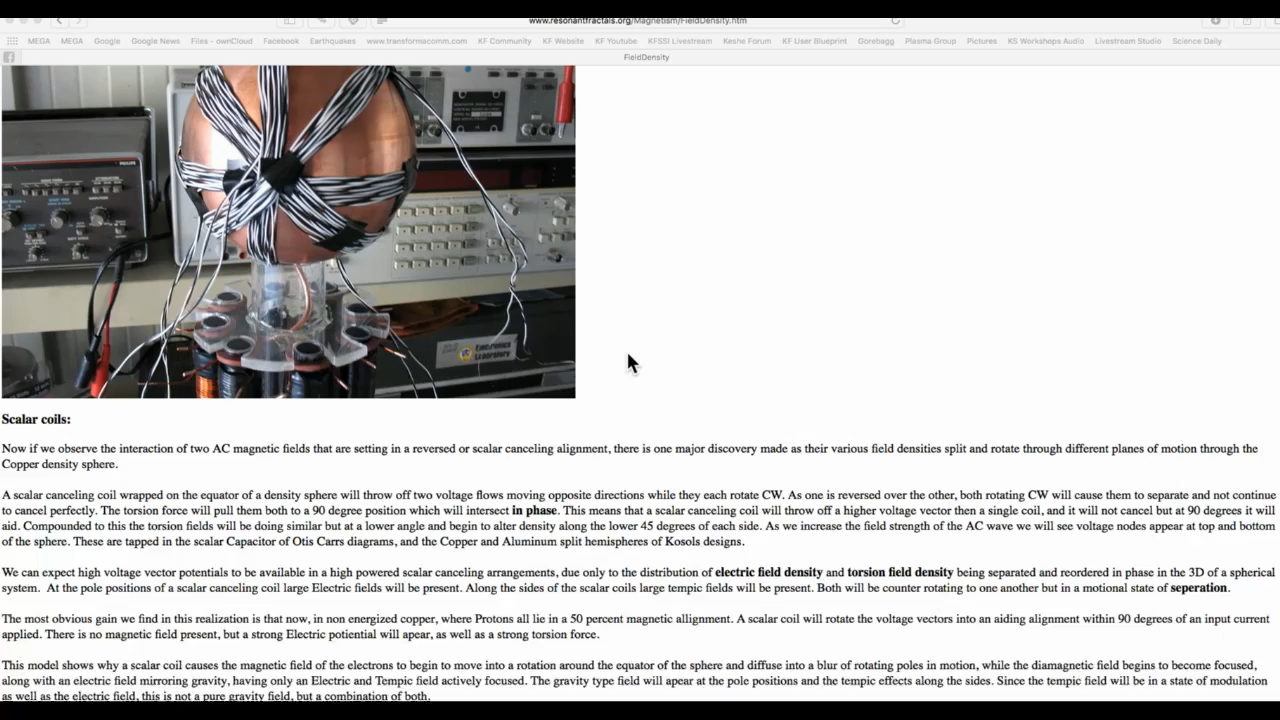 www.resonantfractals.org/Magnetism/FieldDensity.htm
MEGA MEGA Google Google News Files - ownCloud Facebook Earthquakes www.transformacomm.com KF Community KF Website KF Youtube KFSSI Livestream Keshe Forum KF User Blueprint Gorebagg Plasma Group Pictures KS Workshops Audio Livestream Studio Science Daily
FieldDensity
PHILIPS
Electronics
Laboratory
Scalar coils:
Now if we observe the interaction of two AC magnetic fields that are setting in a reversed or scalar canceling alignment, there is one major discovery made as their various field densities split and rotate through different planes of motion through the
Copper density sphere.
A scalar canceling coil wrapped on the equator of a density sphere will throw off two voltage flows moving opposite directions while they each rotate CW. As one is reversed over the other, both rotating CW will cause them to separate and not continue
to cancel perfectly. The torsion force will pull them both to a 90 degree position which will intersect in phase. This means that a scalar canceling coil will throw off a higher voltage vector then a single coil, and it will not cancel but at 90 degrees it will
aid. Compounded to this the torsion fields will be doing similar but at a lower angle and begin to alter density along the lower 45 degrees of each side. As we increase the field strength of the AC wave we will see voltage nodes appear at top and bottom
of the sphere. These are tapped in the scalar Capacitor of Otis Carrs diagrams, and the Copper and Aluminum split hemispheres of Kosols designs.
We can expect high voltage vector potentials to be available in a high powered scalar canceling arrangements, due only to the distribution of electric field density and torsion field density being separated and reordered in phase in the 3D of a spherical
system. At the pole positions of a scalar canceling coil large Electric fields will be present. Along the sides of the scalar coils large tempic fields will be present. Both will be counter rotating to one another but in a motional state of seperation.
The most obvious gain we find in this realization is that now, in non energized copper, where Protons all lie in a 50 percent magnetic allignment. A scalar coil will rotate the voltage vectors into an aiding alignment within 90 degrees of an input current
applied. There is no magnetic field present, but a strong Electric potiential will apear, as well as a strong torsion force.
This model shows why a scalar coil causes the magnetic field of the electrons to begin to move into a rotation around the equator of the sphere and diffuse into a blur of rotating poles in motion, while the diamagnetic field begins to become focused,
along with an electric field mirroring gravity, having only an Electric and Tempic field actively focused. The gravity type field will apear at the pole positions and the tempic effects along the sides. Since the tempic field will be in a state of modulation
as well as the electric field, this is not a pure gravity field, but a combination of both.